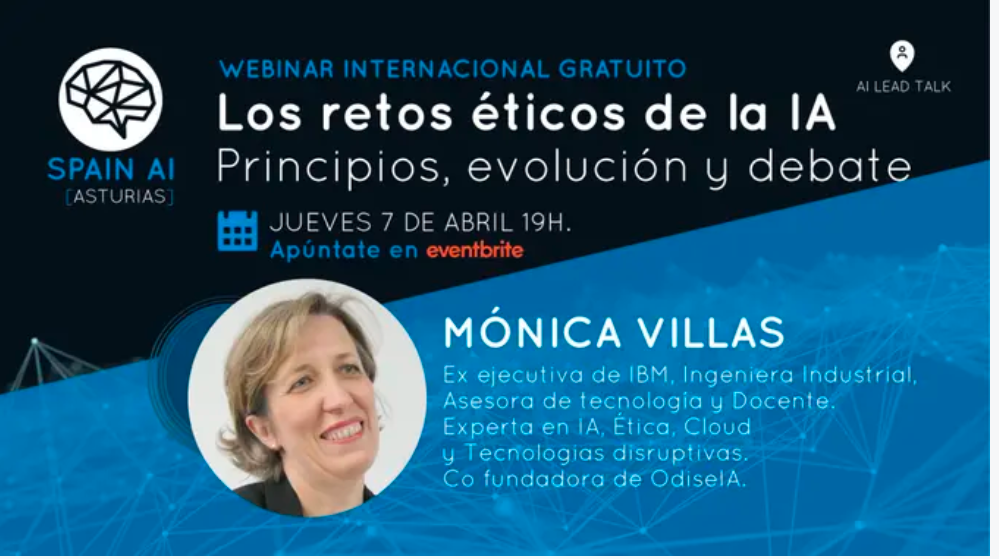 WEBINAR INTERNACIONAL GRATUITO
Los retos éticos de la IA
Principios, evolución y debate
AI LEAD TALK
SPAIN AI
[ASTURIAS]
JUEVES 7 DE ABRIL 19H.
Apúntate en eventbrite
MÓNICA VILLAS
Ex ejecutiva de IBM, Ingeniera Industrial,
Asesora de tecnología y Docente.
Experta en IA, Ética, Cloud
y Tecnologías disruptivas.
Co fundadora de OdiseIA.